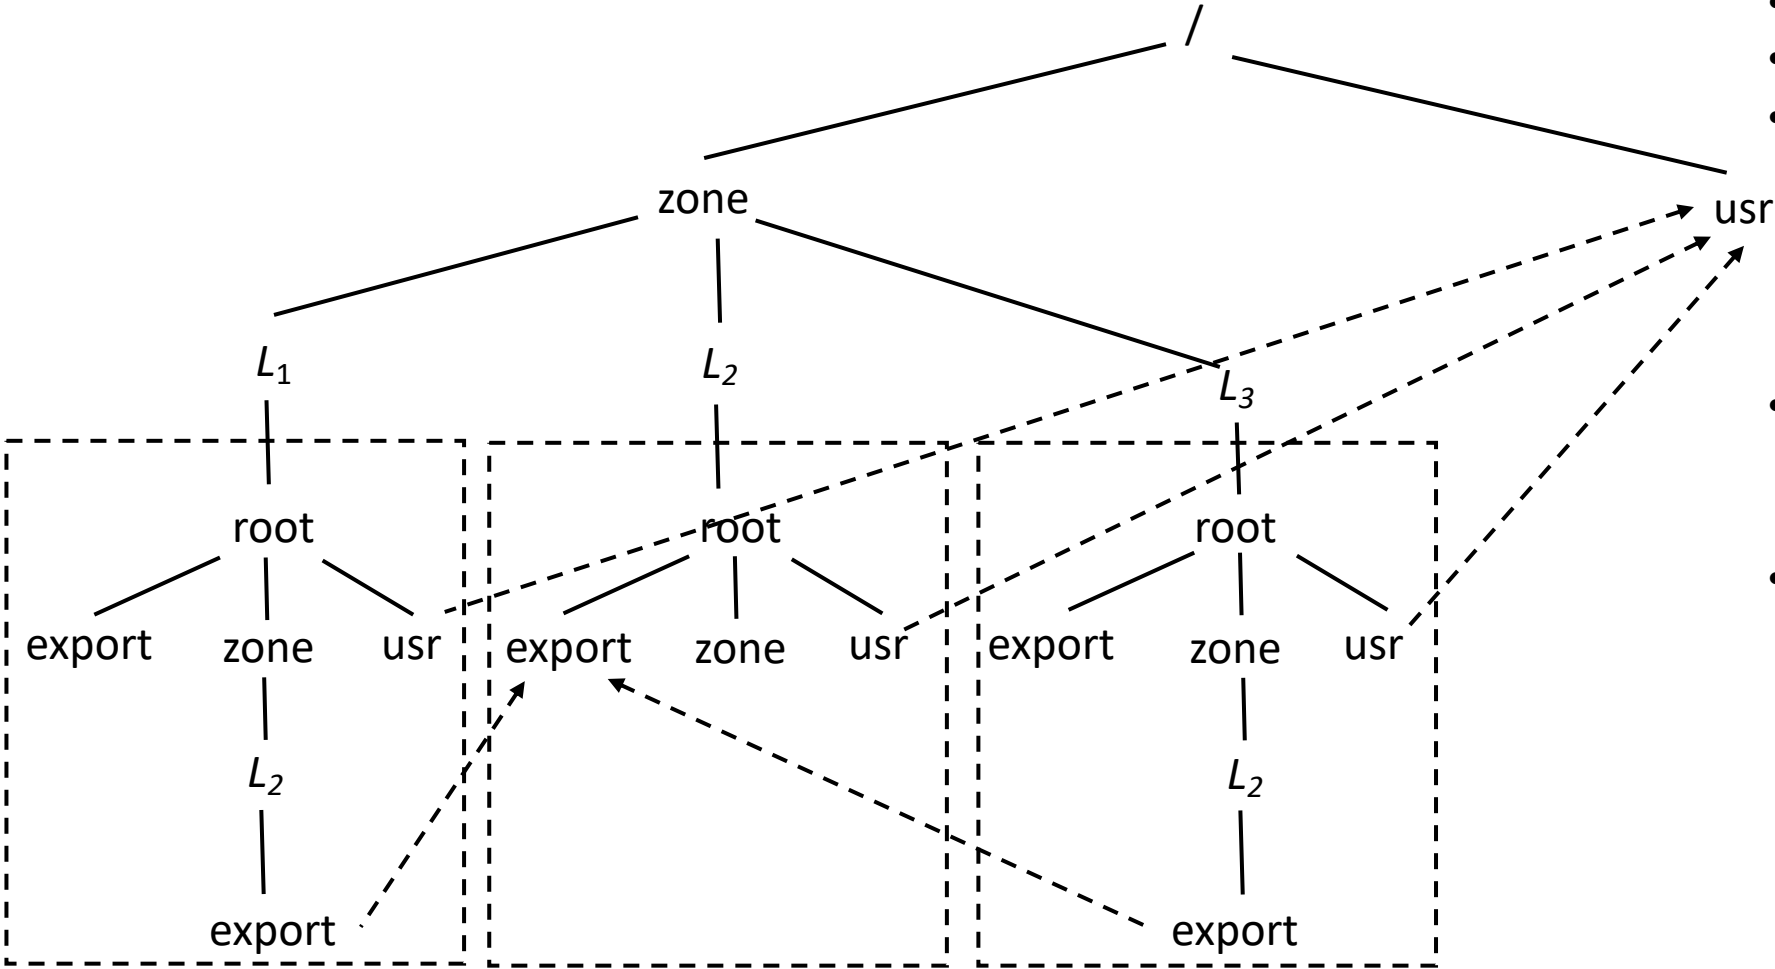 /
zone
usr
L1
L2
L3
root
root
root
export zone usr
export zone usr
export zone usr
L2
L2
export
export